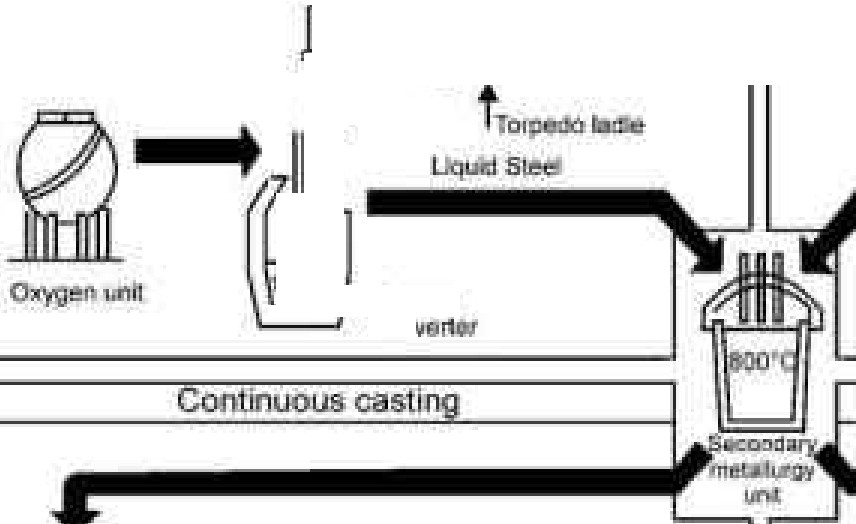 Torpedo ladle
Liquid Steel
Oxygen unit
verter
800°C
Continuous casting
Secondary
metallurgy
unit